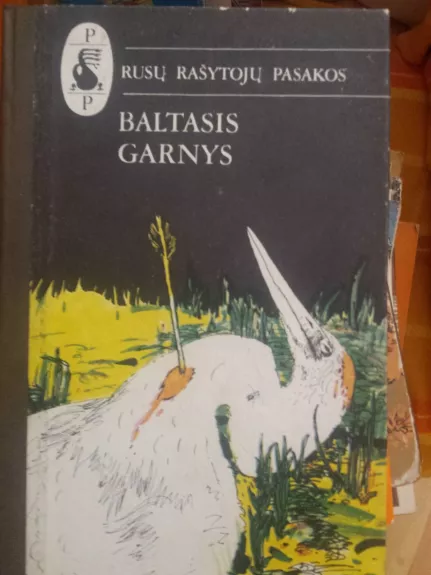 P
P
RUSŲ RAŠYTOJŲ PASAKOS
BALTASIS
GARNYS